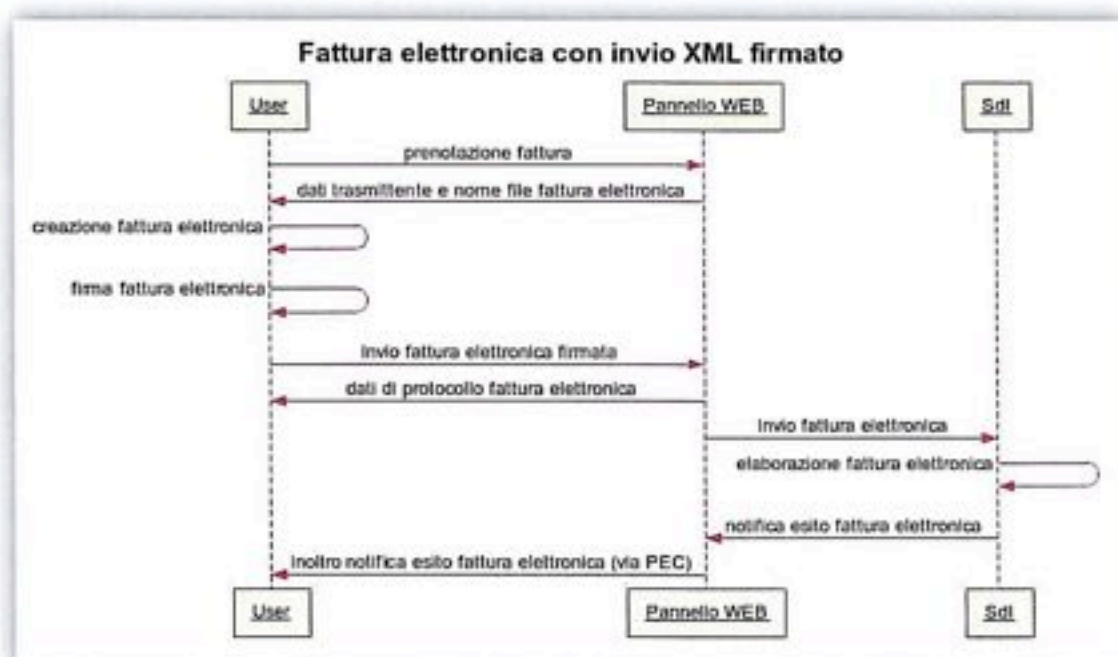 Fattura elettronica con invio XML firmato
User Pannello WEB SdI
prenotazione fattura
dati trasmittente e nome file fattura elettronica
creazione fattura elettronica
firma fattura elettronica
Invio fattura elettronica firmata
dati di protocollo fattura elettronica
Invio fattura elettronica
elaborazione fattura elettronica
notifica esito fattura elettronica
Inoltro notifica esito fattura elettronica (via PEC)
User Pannello WEB SdI